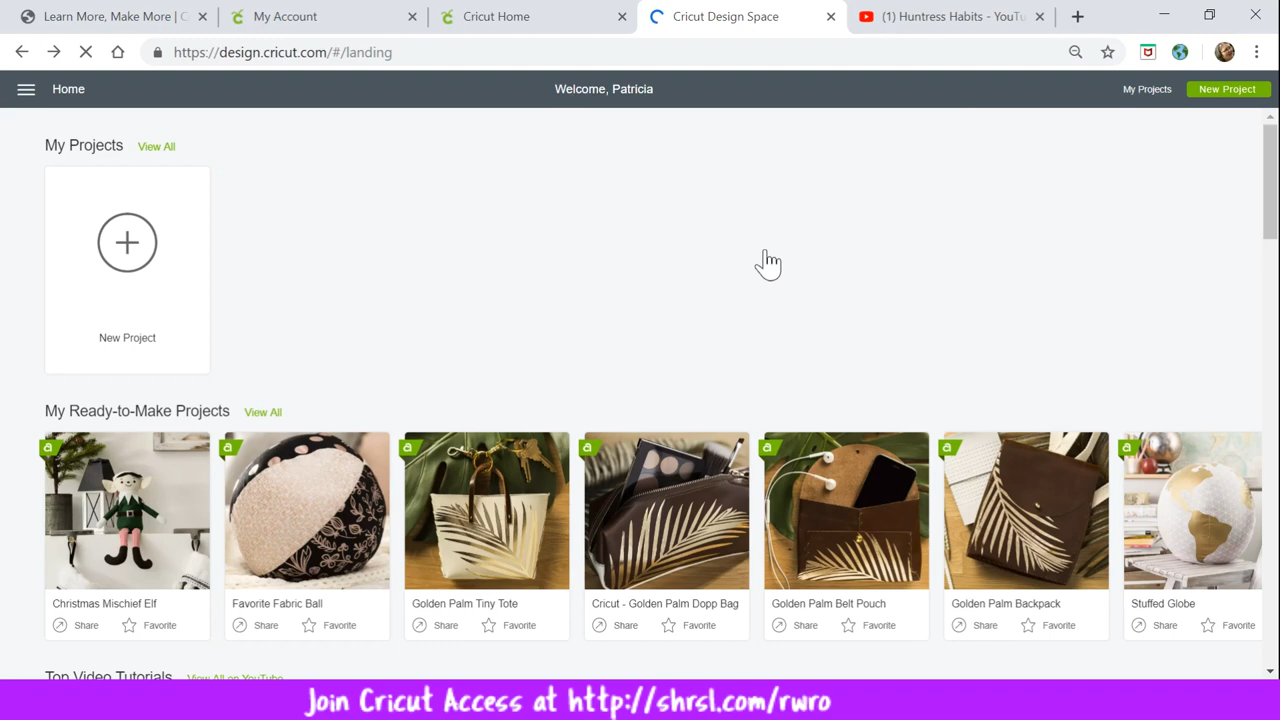 Learn More, Make More | C
My Account
Cricut Home
Cricut Design Space
(1) Huntress Habits - YouTu
https://design.cricut.com/#/landing
Home
Welcome, Patricia
My Projects
New Project
My Projects
View All
New Project
My Ready-to-Make Projects
View All
a
a
a
a
a
a
a
Christmas Mischief Elf
Favorite Fabric Ball
Golden Palm Tiny Tote
Cricut - Golden Palm Dopp Bag
Golden Palm Belt Pouch
Golden Palm Backpack
Stuffed Globe
Share Favorite
Share Favorite
Share Favorite
Share Favorite
Share Favorite
Share Favorite
Share Favorite
Top Video Tutorials
View All on YouTube
Join Cricut Access at http://shrsl.com/rwro